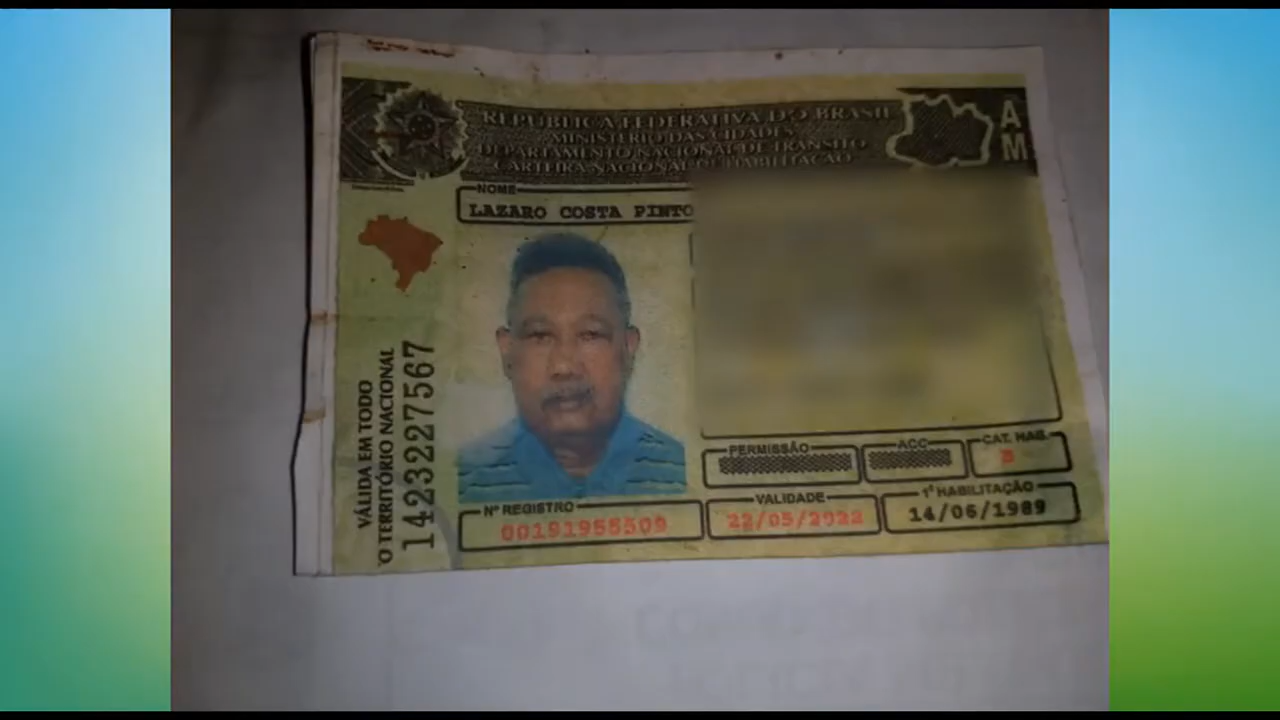 REPÚBLICA FEDERATIVA DO BRASIL
MINISTÉRIO DAS CIDADES
DEPARTAMENTO NACIONAL DE TRÂNSITO
CARTEIRA NACIONAL DE HABILITAÇÃO
AM
NOME
LAZARO COSTA PINTO
VÁLIDA EM TODO
O TERRITÓRIO NACIONAL
1423227567
PERMISSÃO
ACC
CAT. HAB.
B
Nº REGISTRO
00191955509
VALIDADE
22/05/2022
1ª HABILITAÇÃO
14/06/1989